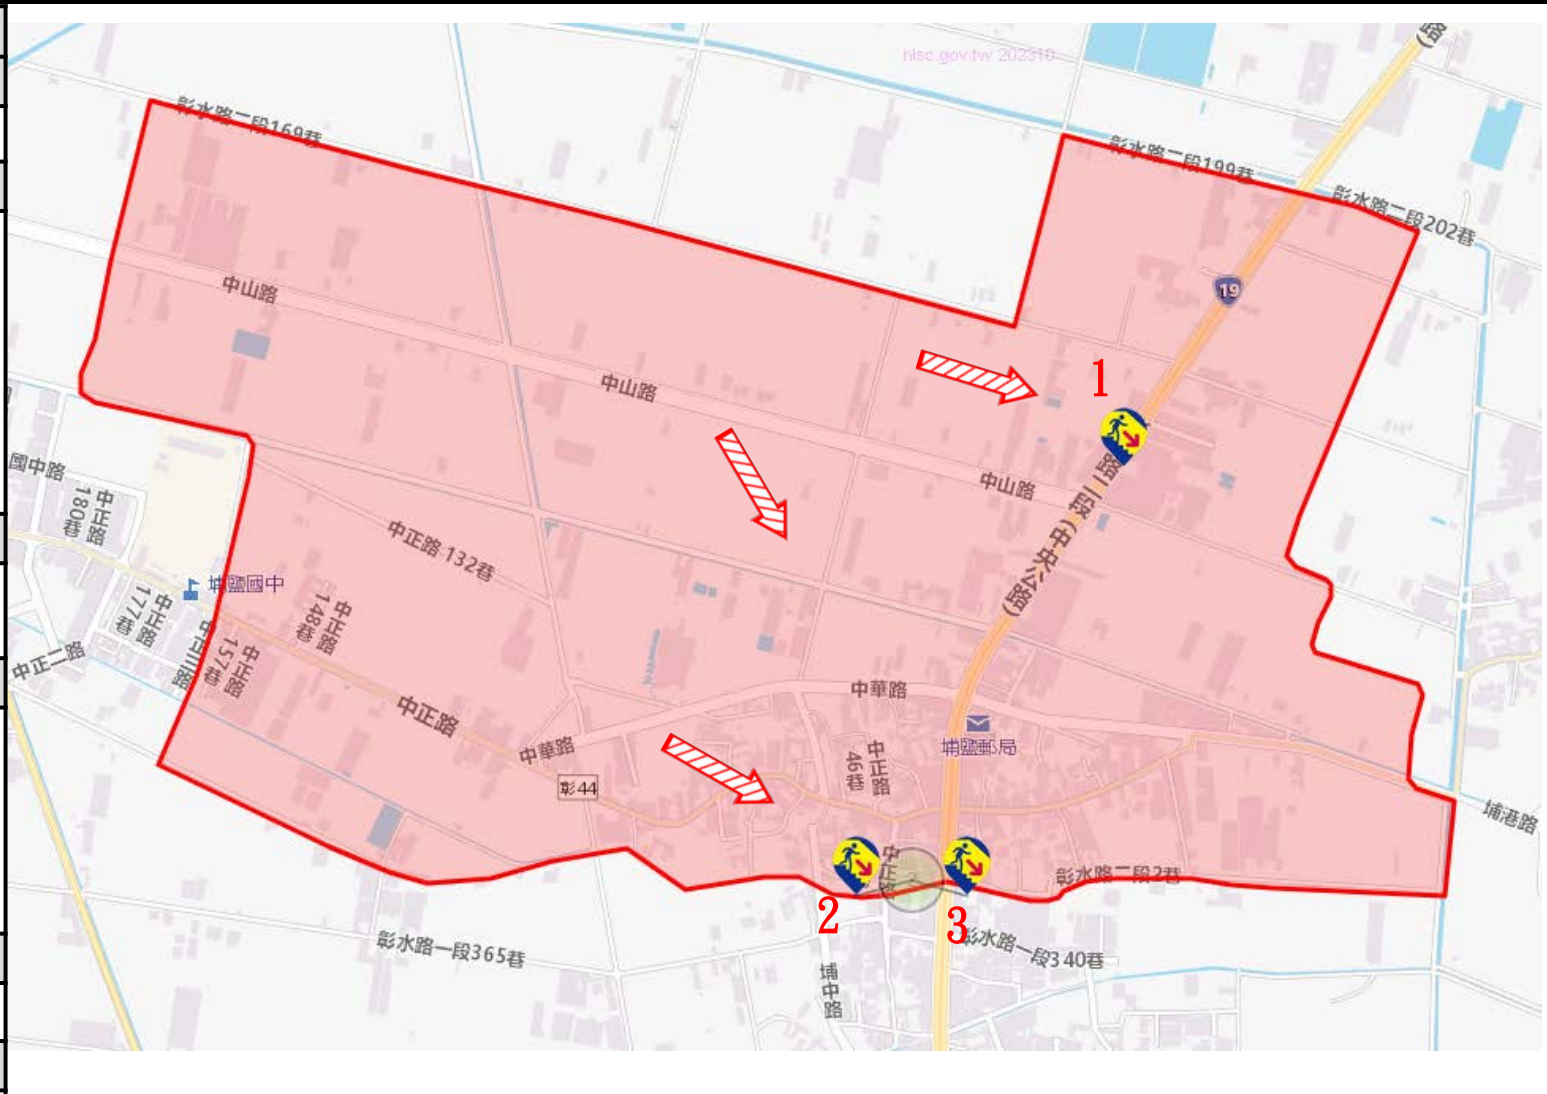 路)
nlsc.gov.tw 202310
彰水路二段169巷
彰水路二段199巷
彰水路二段202巷
中山路
19
中山路
1
國中路
中正路
180巷
中山路
路二段(中央公路)
中正路 132巷
埔鹽國中
中正路
177巷
中正路
148巷
中正路
157巷
中正二路
中正路
中華路
中華路
埔鹽郵局
中正路
46巷
彰44
埔港路
中正路
彰水路二段2巷
2
3
彰水路一段365巷
彰水路一段340巷
埔中路